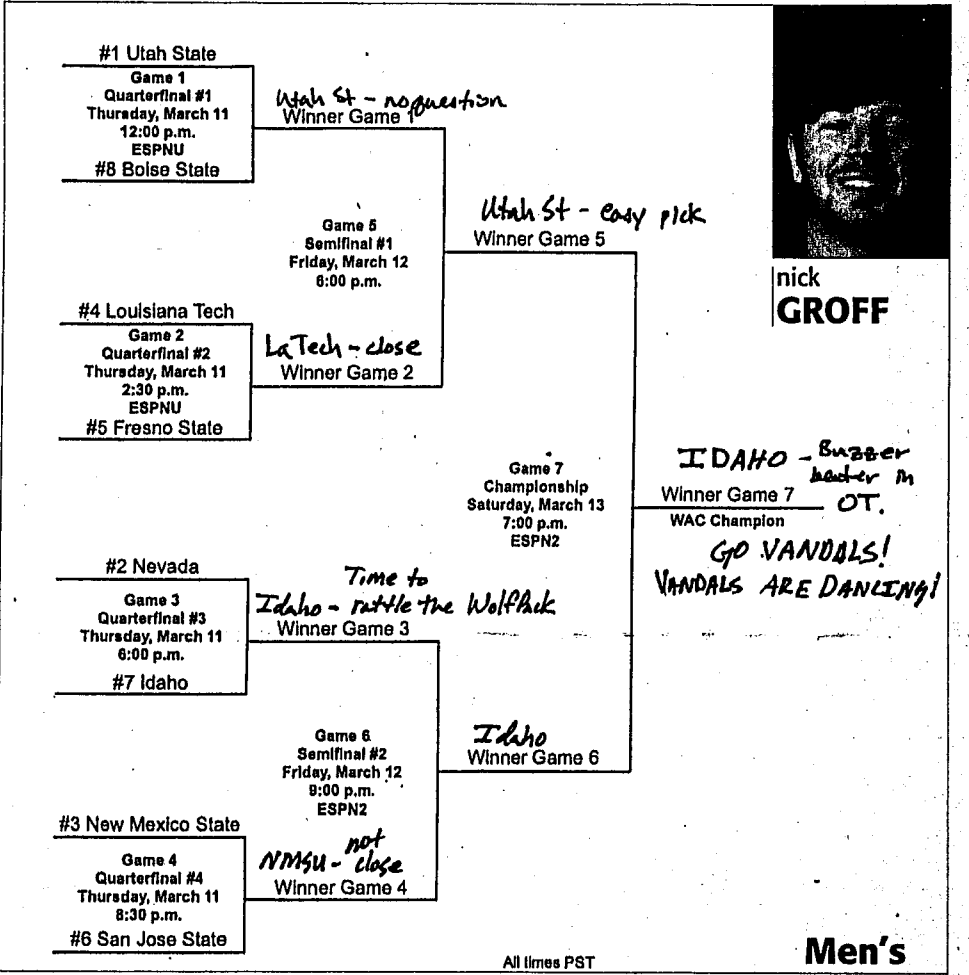 #1 Utah State
Game 1
Quarterfinal #1
Thursday, March 11
12:00 p.m.
ESPNU
#8 Boise State
Utah St - no question
Winner Game 1
Game 5
Semifinal #1
Friday, March 12
6:00 p.m.
Utah St - easy pick
Winner Game 5
nick
GROFF
#4 Louisiana Tech
Game 2
Quarterfinal #2
Thursday, March 11
2:30 p.m.
ESPNU
#5 Fresno State
La Tech - close
Winner Game 2
Game 7
Championship
Saturday, March 13
7:00 p.m.
ESPN2
IDAHO - Buzzer
beater in
OT.
Winner Game 7
WAC Champion
GO VANDALS!
VANDALS ARE DANCING!
#2 Nevada
Game 3
Quarterfinal #3
Thursday, March 11
6:00 p.m.
#7 Idaho
Time to
Idaho - rattle the WolfPack
Winner Game 3
Game 6
Semifinal #2
Friday, March 12
9:00 p.m.
ESPN2
Idaho
Winner Game 6
#3 New Mexico State
Game 4
Quarterfinal #4
Thursday, March 11
8:30 p.m.
#6 San Jose State
NMSU - not
close
Winner Game 4
All times PST
Men's